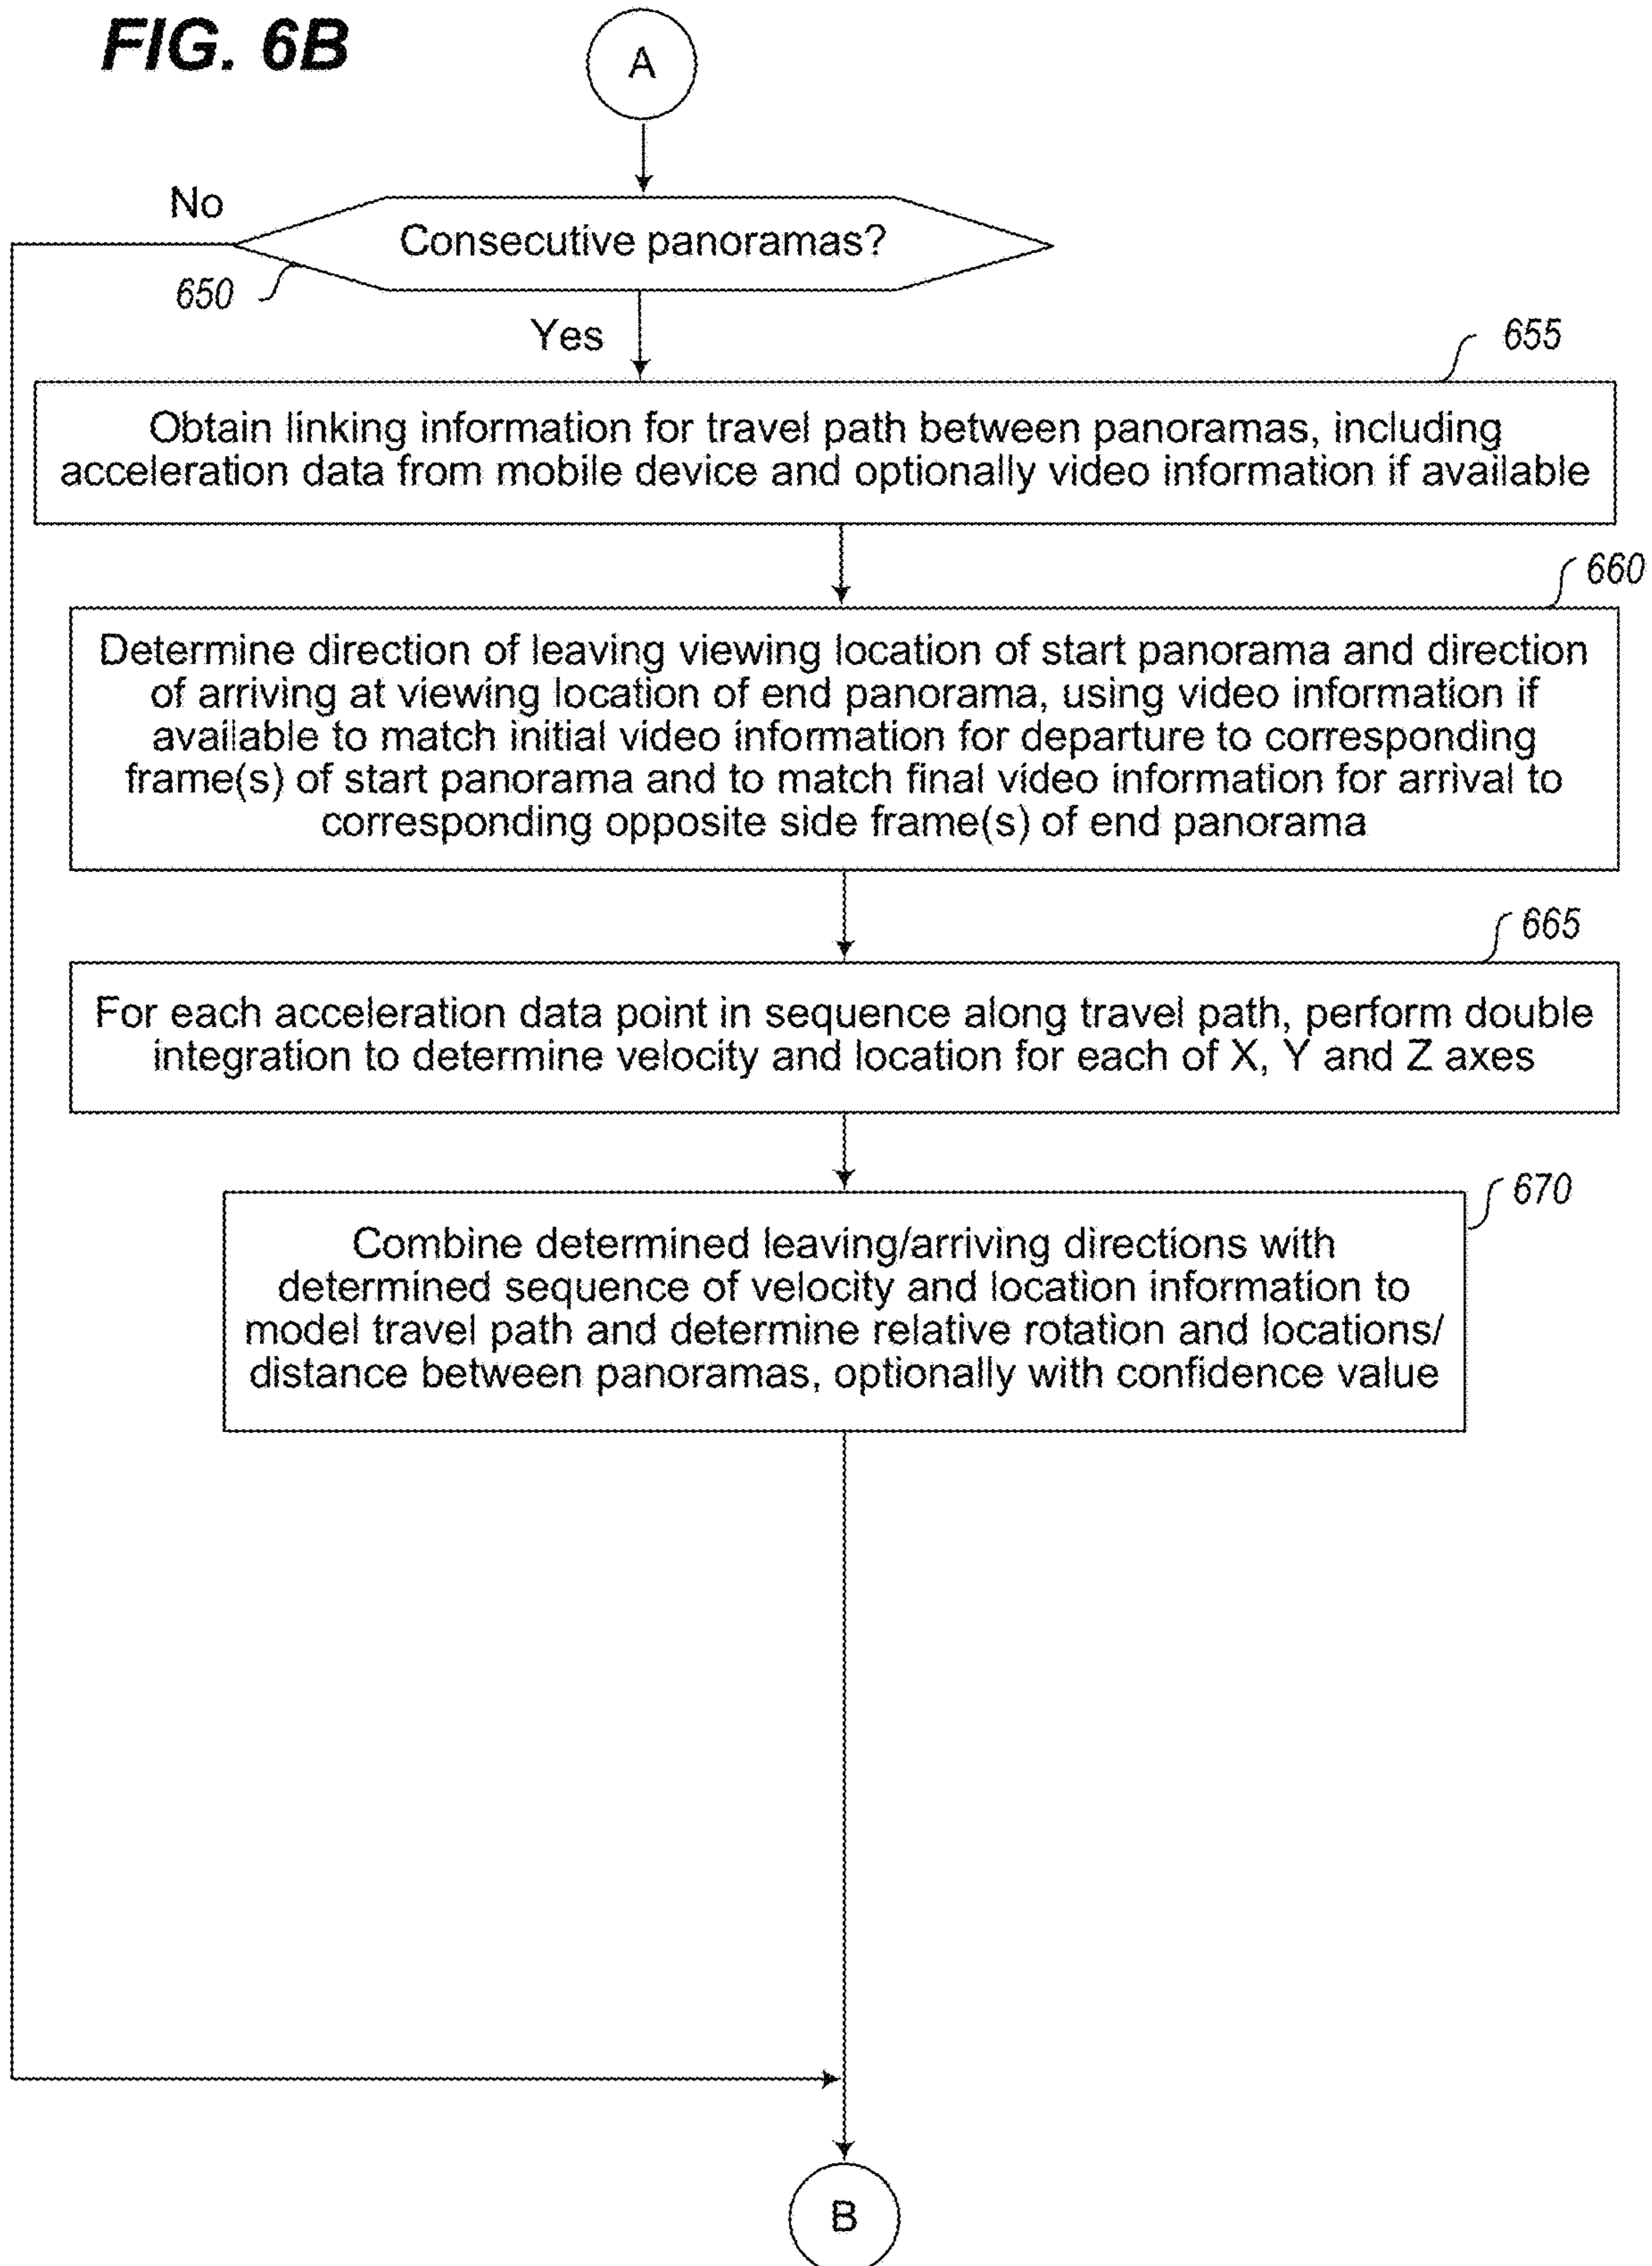 FIG. 6B
A
No
Consecutive panoramas?
650
Yes
655
Obtain linking information for travel path between panoramas, including
acceleration data from mobile device and optionally video information if available
660
Determine direction of leaving viewing location of start panorama and direction
of arriving at viewing location of end panorama, using video information if
available to match initial video information for departure to corresponding
frame(s) of start panorama and to match final video information for arrival to
corresponding opposite side frame(s) of end panorama
665
For each acceleration data point in sequence along travel path, perform double
integration to determine velocity and location for each of X, Y and Z axes
670
Combine determined leaving/arriving directions with
determined sequence of velocity and location information to
model travel path and determine relative rotation and locations/
distance between panoramas, optionally with confidence value
B